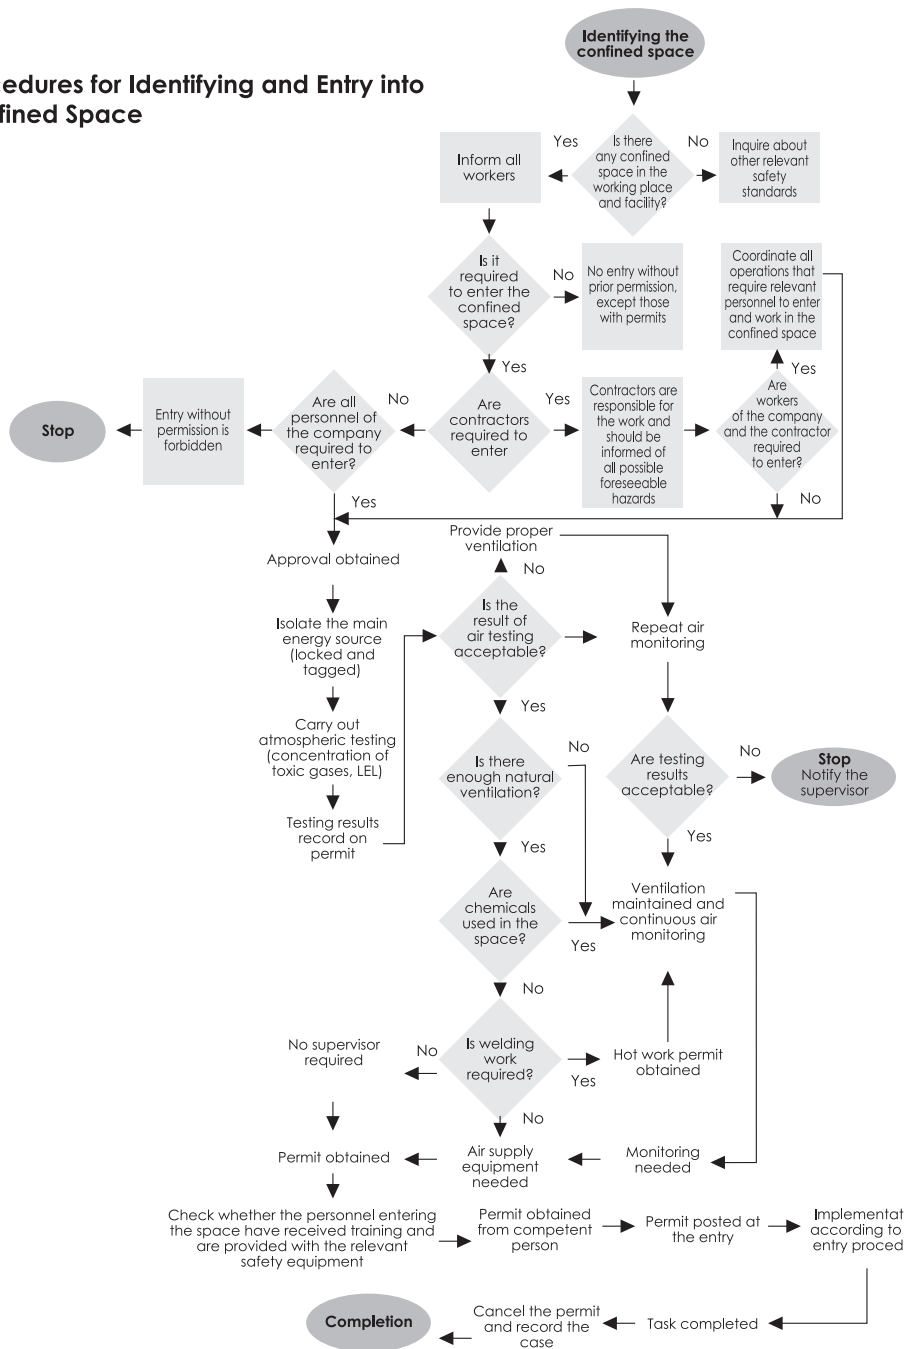 Identifying the
confined space
edures for Identifying and Entry into
fined Space
Yes
Is there
any confined
space in the
working place
and facility?
No
Inquire about
other relevant
safety
standards
Inform all
workers
Is it
required
to enter the
confined
space?
No
No entry without
prior permission,
except those
with permits
Coordinate all
operations that
require relevant
personnel to enter
and work in the
confined space
Yes
Yes
Stop
Entry without
permission is
forbidden
Are all
personnel of
the company
required to
enter?
No
Are
contractors
required to
enter
Yes
Contractors are
responsible for
the work and
should be
informed of
all possible
foreseeable
hazards
Are
workers
of the company
and the contractor
required
to enter?
Yes
No
Approval obtained
Provide proper
ventilation
No
Isolate the main
energy source
(locked and
tagged)
Is the
result of
air testing
acceptable?
Repeat air
monitoring
Yes
Carry out
atmospheric testing
(concentration of
toxic gases, LEL)
Is there
enough natural
ventilation?
No
Are testing
results
acceptable?
No
Stop
Notify the
supervisor
Testing results
record on
permit
Yes
Yes
Are
chemicals
used in the
space?
Yes
Ventilation
maintained and
continuous air
monitoring
No
No supervisor
required
No
Is welding
work
required?
Yes
Hot work permit
obtained
No
Permit obtained
Air supply
equipment
needed
Monitoring
needed
Check whether the personnel entering
the space have received training and
are provided with the relevant
safety equipment
Permit obtained
from competent
person
Permit posted at
the entry
Implementat
according to
entry proced
Completion
Cancel the permit
and record the
case
Task completed